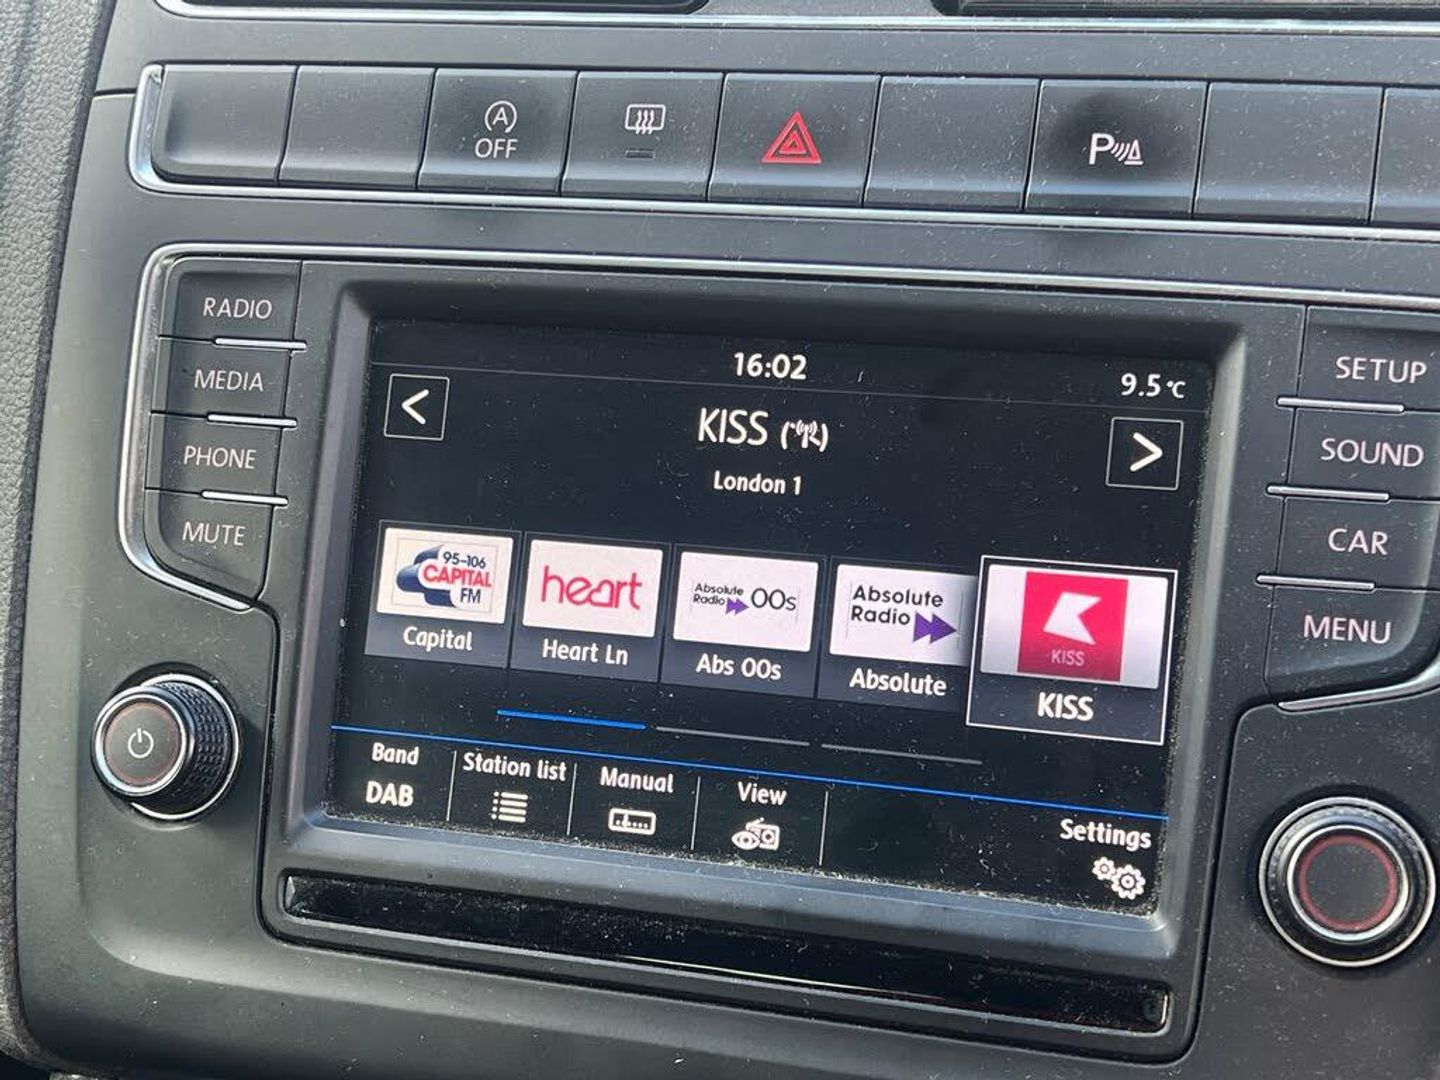 A
OFF
P
RADIO
MEDIA
PHONE
MUTE
16:02
9.5 °C
<
KISS
>
London 1
95-106
CAPITAL
FM
Capital
heart
Heart Ln
Absolute
Radio 00s
Abs 00s
Absolute
Radio
Absolute
KISS
KISS
Band
DAB
Station list
Manual
View
Settings
SETUP
SOUND
CAR
MENU